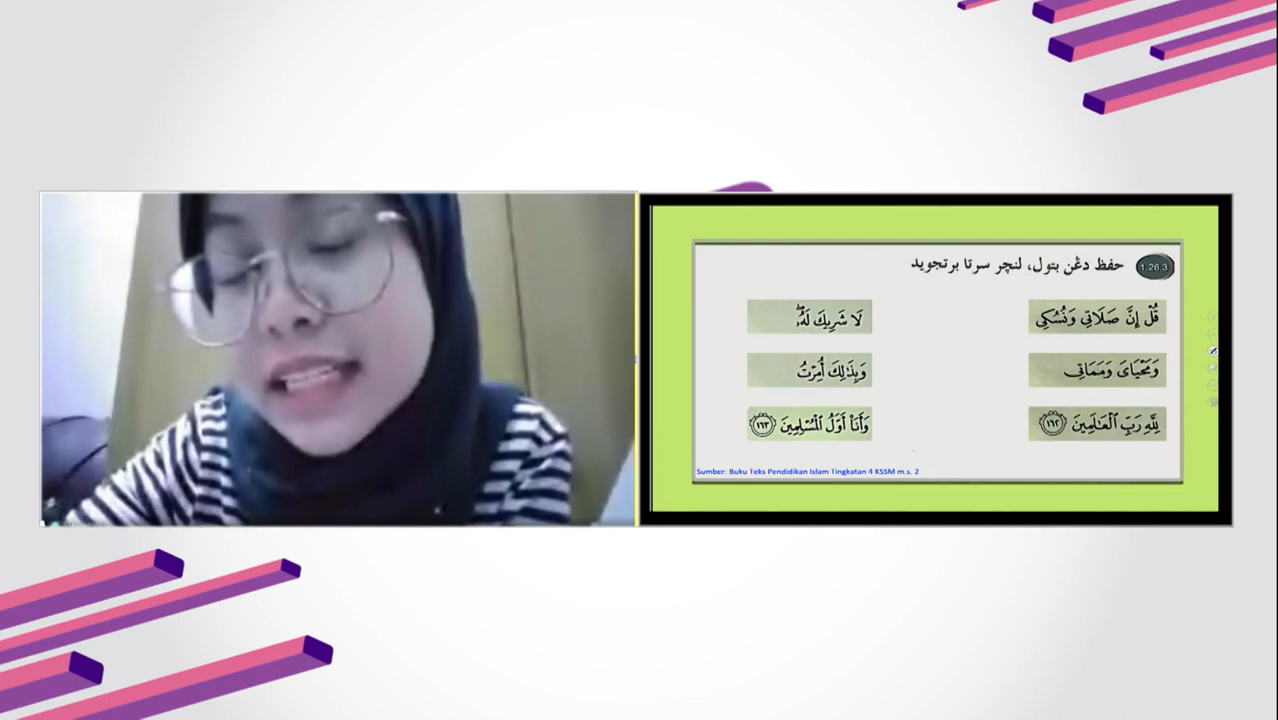 1.26.3 حفظ دڠن بتول، لنچر سرتا برتجويد
قُلْ إِنَّ صَلَاتِى وَنُسُكِى
وَمَحْيَاىَ وَمَمَاتِى
لِلَّهِ رَبِّ ٱلْعَـٰلَمِينَ ١٦٢
لَا شَرِيكَ لَهُۥۖ
وَبِذَٰلِكَ أُمِرْتُ
وَأَنَا۠ أَوَّلُ ٱلْمُسْلِمِينَ ١٦٣
Sumber: Buku Teks Pendidikan Islam Tingkatan 4 KSSM m.s. 2